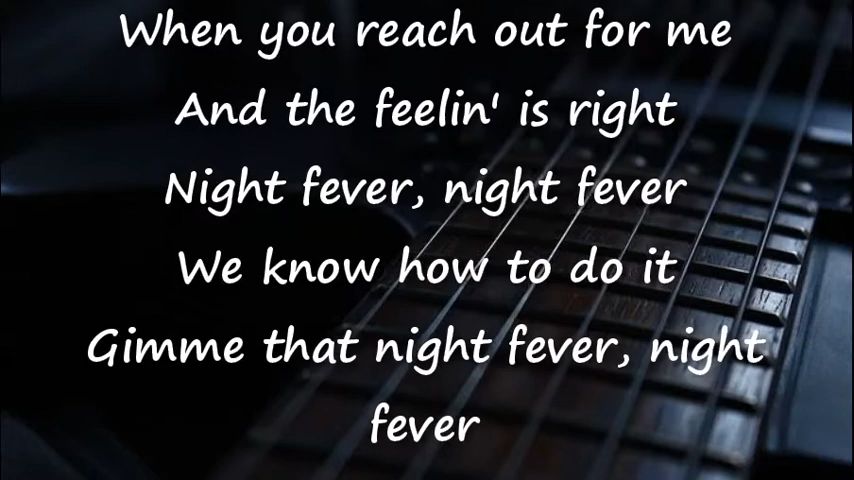 When you reach out for me
And the feelin' is right
Night fever, night fever
We know how to do it
Gimme that night fever, night
fever